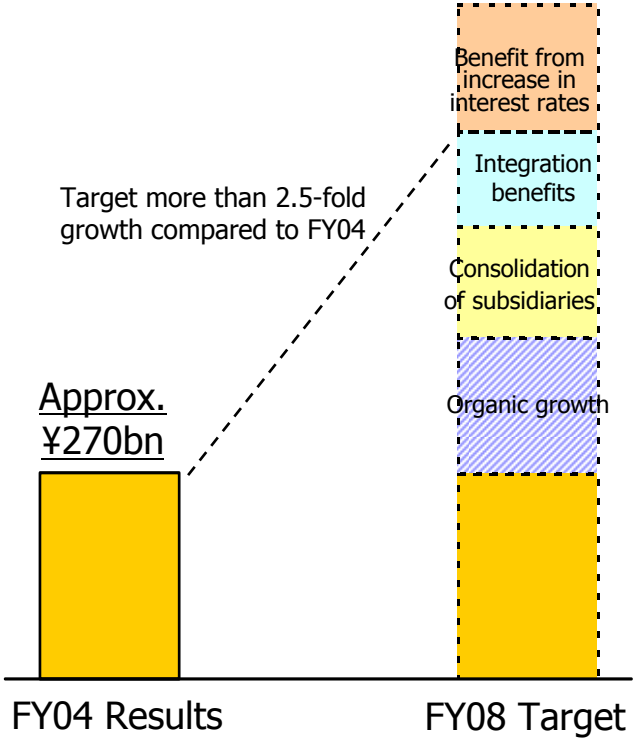 Benefit from
increase in
interest rates
Integration
benefits
Target more than 2.5-fold
growth compared to FY04
Consolidation
of subsidiaries
Organic growth
Approx.
¥270bn
FY04 Results
FY08 Target